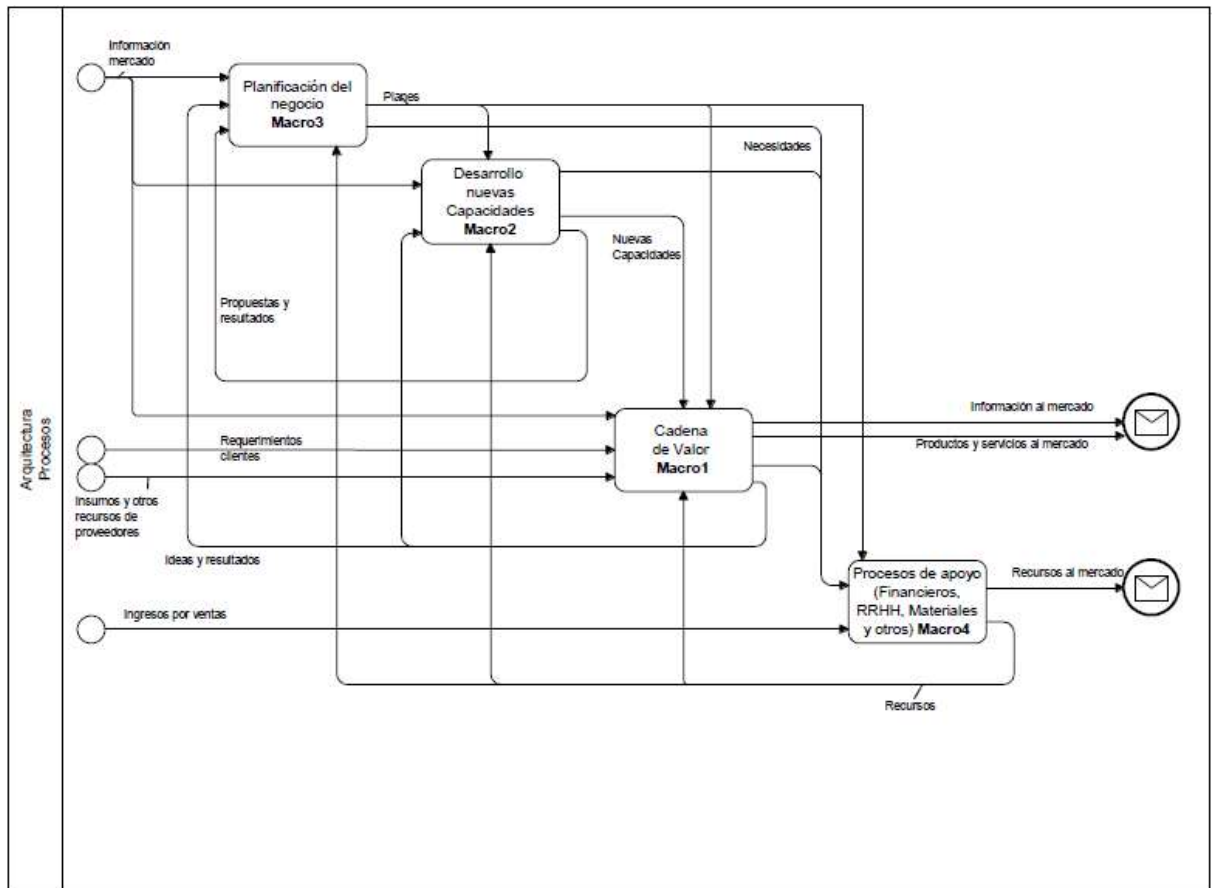 Arquitectura
Procesos
Información
mercado
Planificación del
negocio
Macro3
Planes
Necesidades
Desarrollo
nuevas
Capacidades
Macro2
Nuevas
Capacidades
Propuestas y
resultados
Cadena
de Valor
Macro1
Información al mercado
Productos y servicios al mercado
Requerimientos
clientes
Insumos y otros
recursos de
proveedores
Ideas y resultados
Procesos de apoyo
(Financieros,
RRHH, Materiales
y otros) Macro4
Recursos al mercado
Ingresos por ventas
Recursos